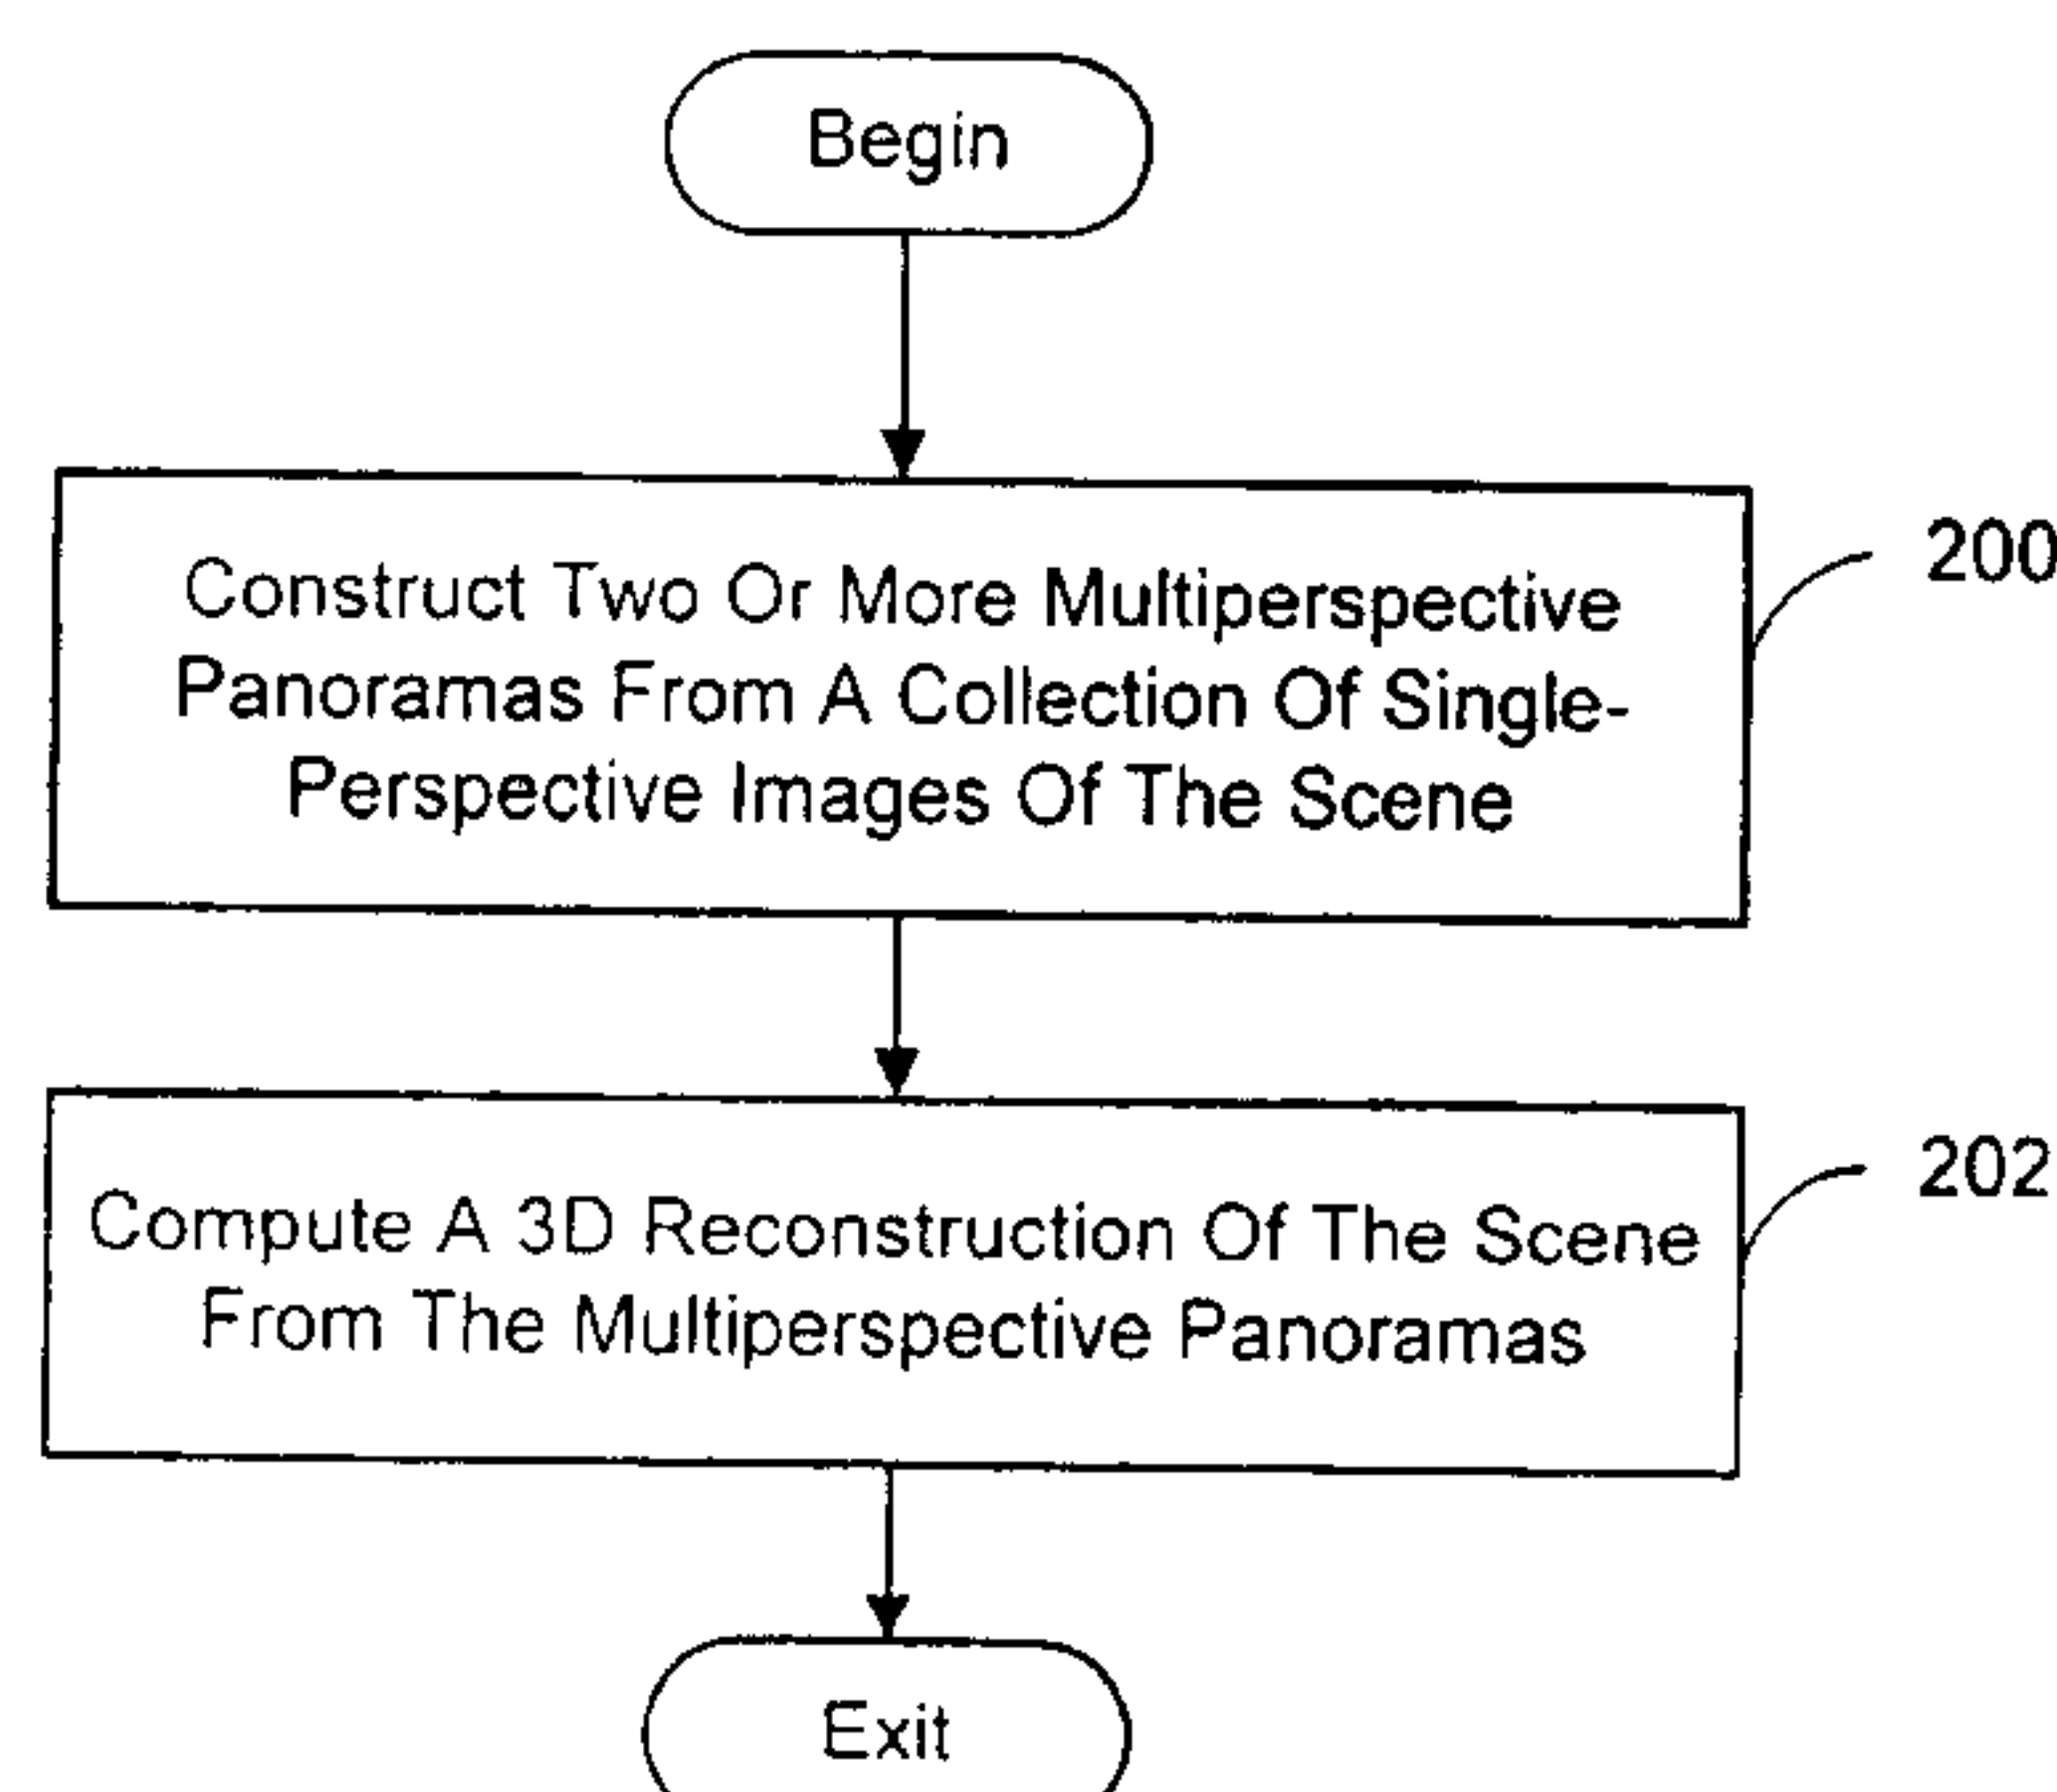 Begin
Construct Two Or More Multiperspective
Panoramas From A Collection Of Single-
Perspective Images Of The Scene
200
Compute A 3D Reconstruction Of The Scene
From The Multiperspective Panoramas
202
Exit